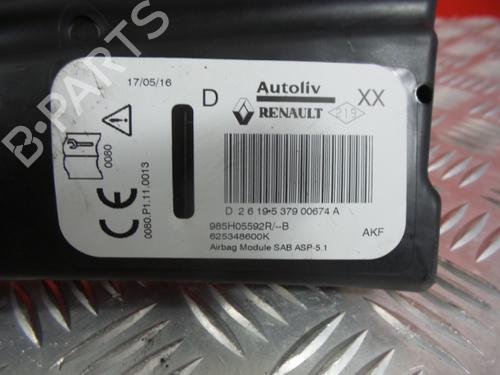 B-PARTS
17/05/16
D
Autoliv
XX
RENAULT
219
0080
CE
0080.P1.11.0013
D 2 6 19•5 379 00674 A
985H05592R/--B
625348600K
Airbag Module SAB ASP-5.1
AKF